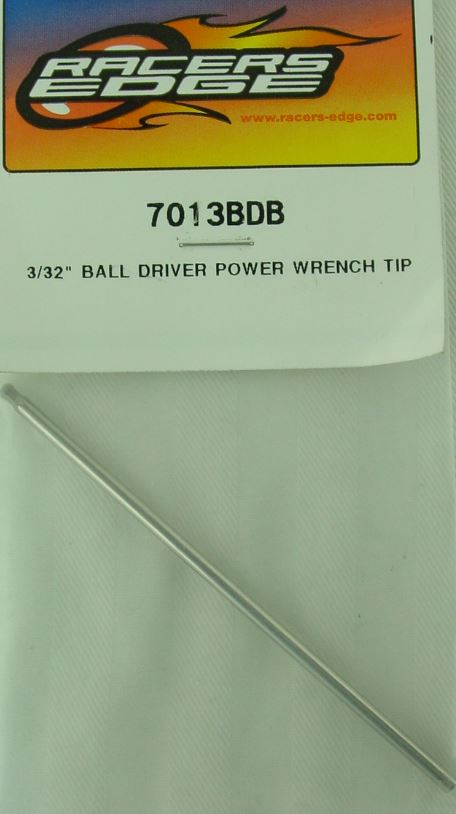 RACERS
EDGE
www.racers-edge.com
7013BDB
3/32" BALL DRIVER POWER WRENCH TIP